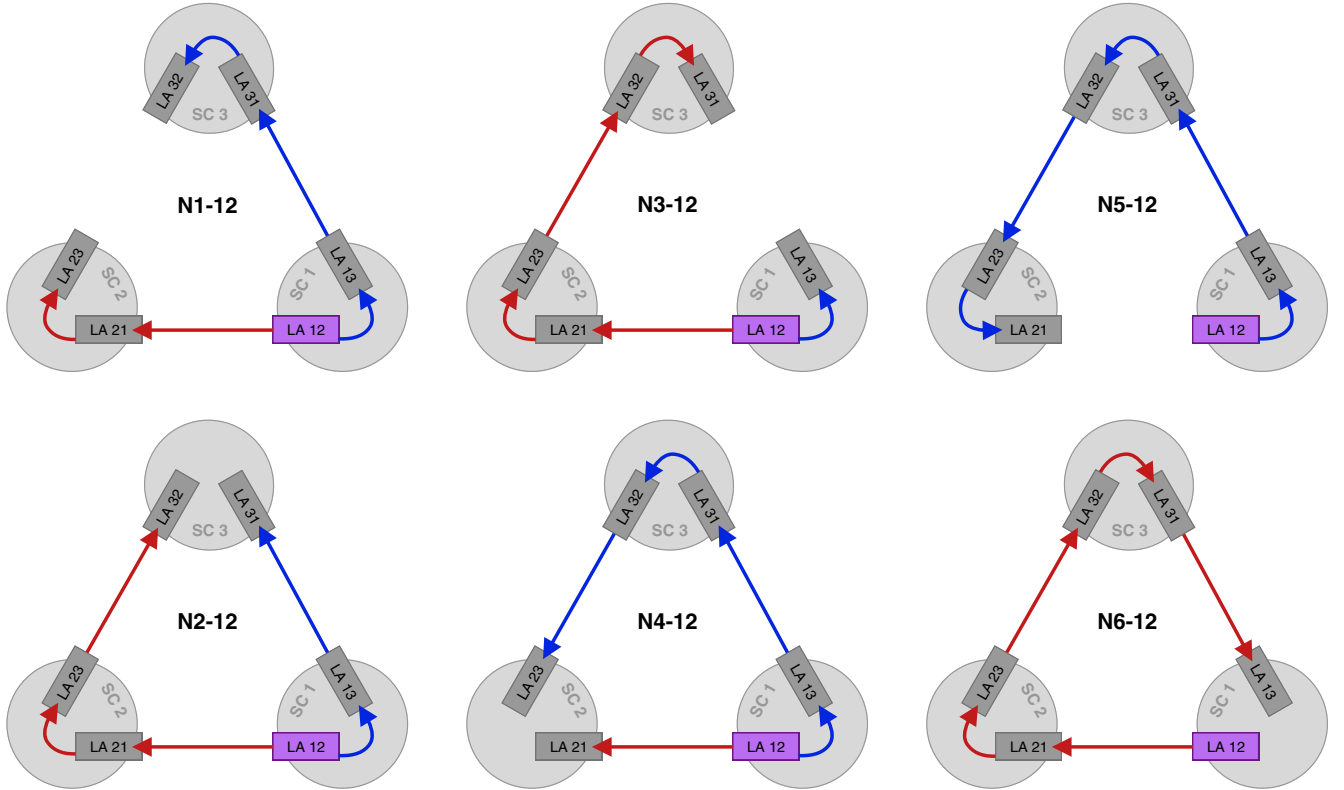 LA 32
LA 31
SC 3
N1-12
LA 23
SC 2
LA 21
SC 1
LA 13
LA 12
LA 32
LA 31
SC 3
N3-12
LA 23
SC 2
LA 21
SC 1
LA 13
LA 12
LA 32
LA 31
SC 3
N5-12
LA 23
SC 2
LA 21
SC 1
LA 13
LA 12
LA 32
LA 31
SC 3
N2-12
LA 23
SC 2
LA 21
SC 1
LA 13
LA 12
LA 32
LA 31
SC 3
N4-12
LA 23
SC 2
LA 21
SC 1
LA 13
LA 12
LA 32
LA 31
SC 3
N6-12
LA 23
SC 2
LA 21
SC 1
LA 13
LA 12